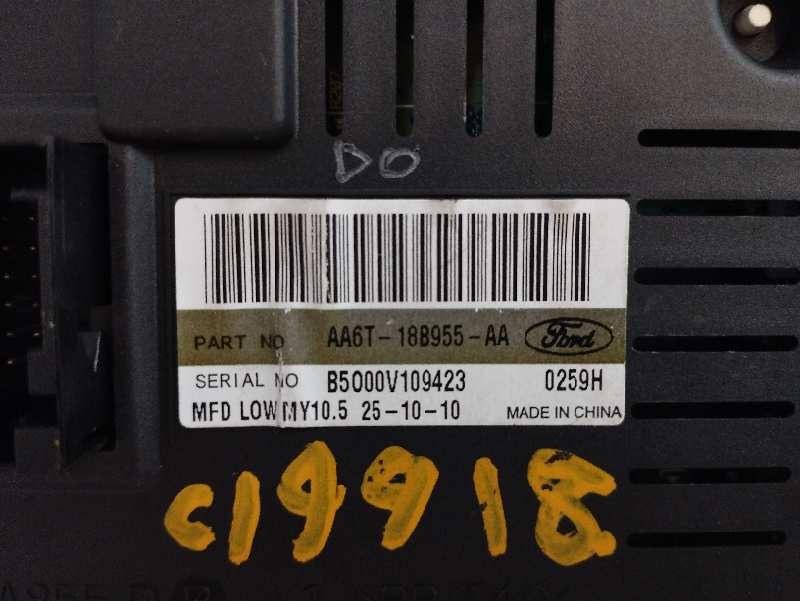 DO
PART NO AA6T-18B955-AA Ford
SERIAL NO B5000V109423 0259H
MFD LOW MY10.5 25-10-10 MADE IN CHINA
C19918